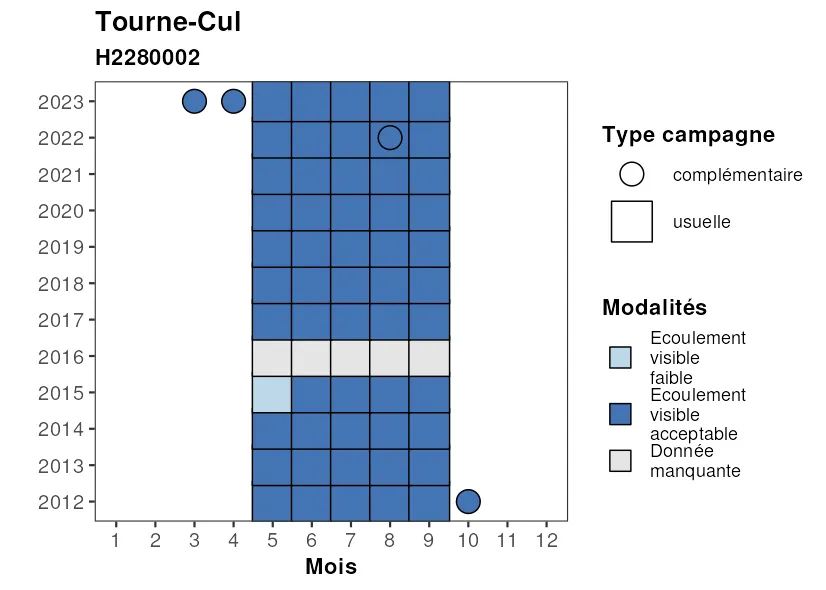 Tourne-Cul
H2280002
2023
2022
2021
2020
2019
2018
2017
2016
2015
2014
2013
2012
1 2 3 4 5 6 7 8 9 10 11 12
Mois
Type campagne
complémentaire
usuelle
Modalités
Ecoulement
visible
faible
Ecoulement
visible
acceptable
Donnée
manquante